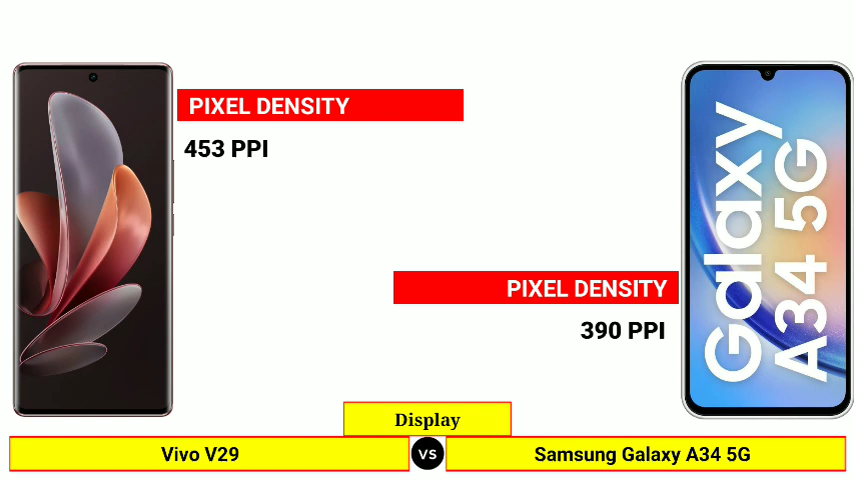 PIXEL DENSITY
453 PPI
Galaxy
A34 5G
PIXEL DENSITY
390 PPI
Display
Vivo V29
VS
Samsung Galaxy A34 5G